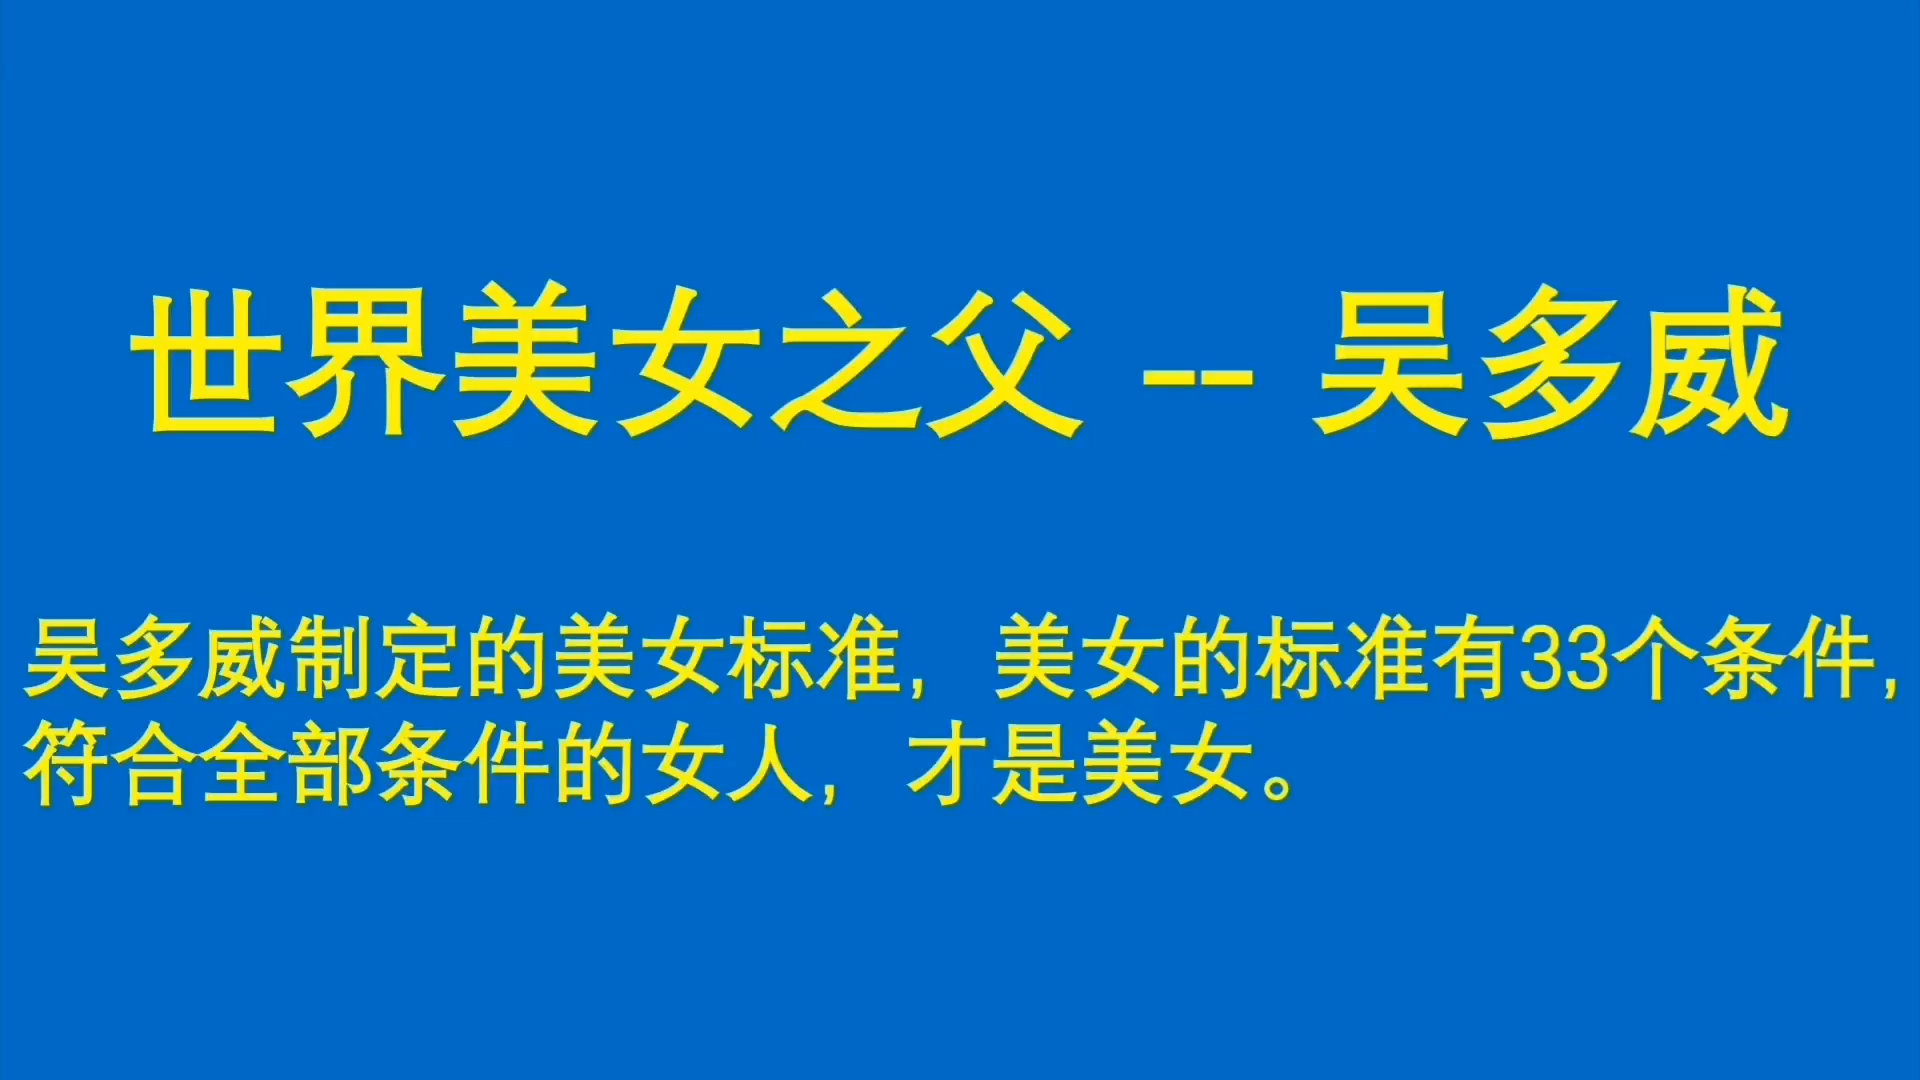 世界美女之父 -- 吴多威
吴多威制定的美女标准，美女的标准有33个条件，
符合全部条件的女人，才是美女。